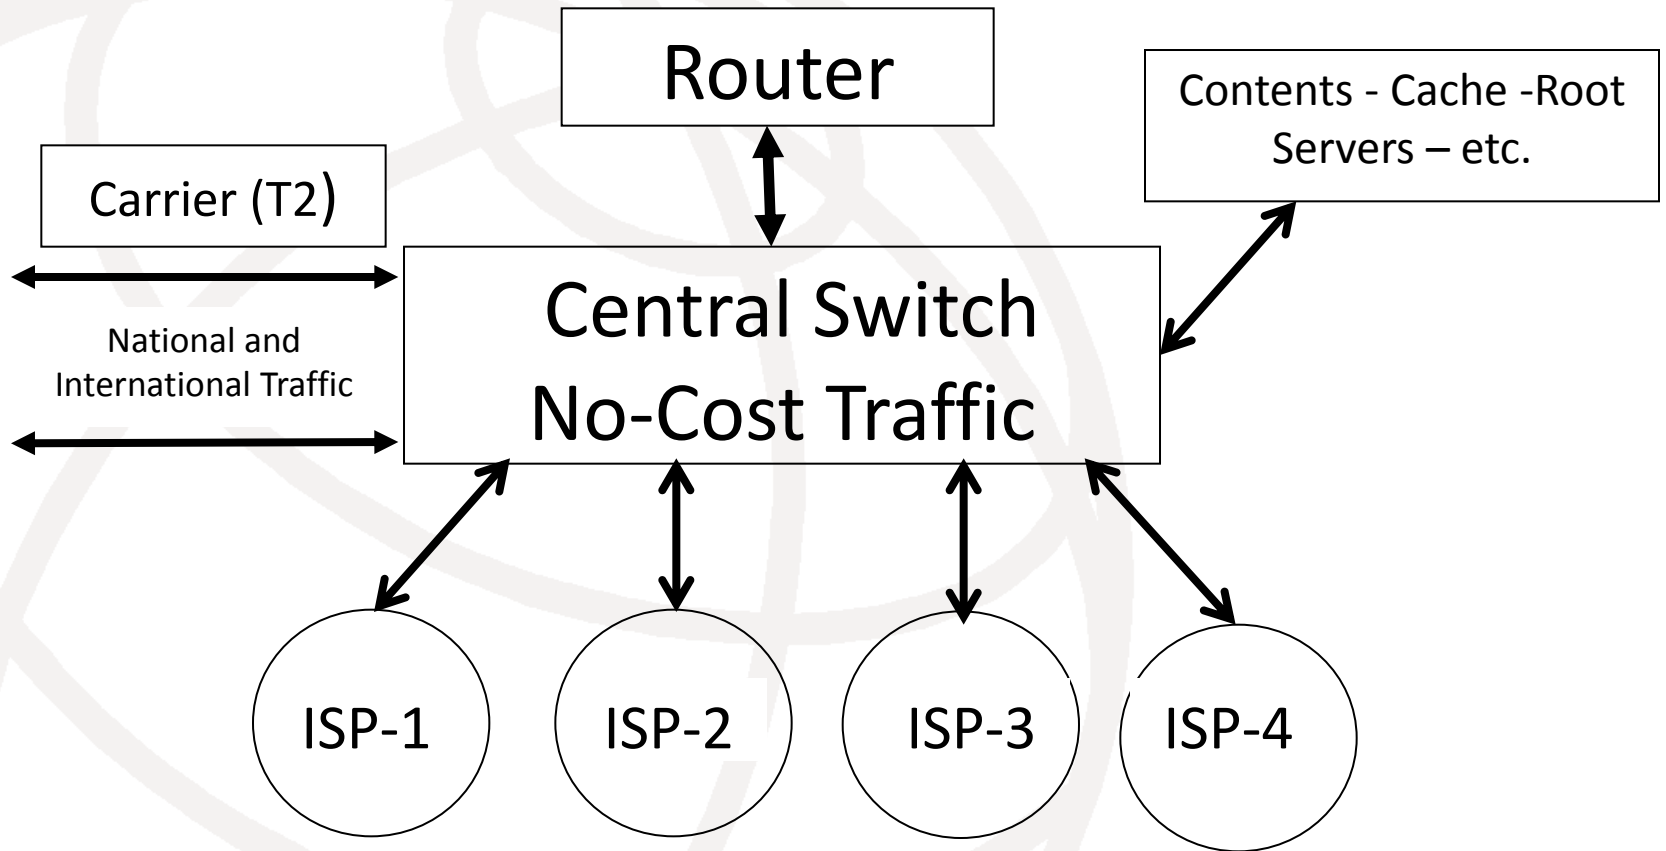 Router
Contents - Cache -Root
Servers – etc.
Carrier (T2)
Central Switch
No-Cost Traffic
National and
International Traffic
ISP-1
ISP-2
ISP-3
ISP-4